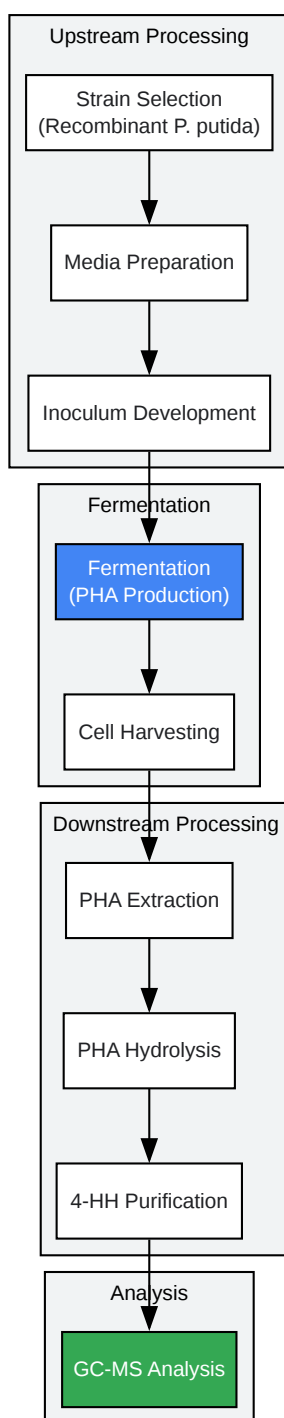 Upstream Processing
Strain Selection
(Recombinant P. putida)
Media Preparation
Inoculum Development
Fermentation
Fermentation
(PHA Production)
Cell Harvesting
Downstream Processing
PHA Extraction
PHA Hydrolysis
4-HH Purification
Analysis
GC-MS Analysis